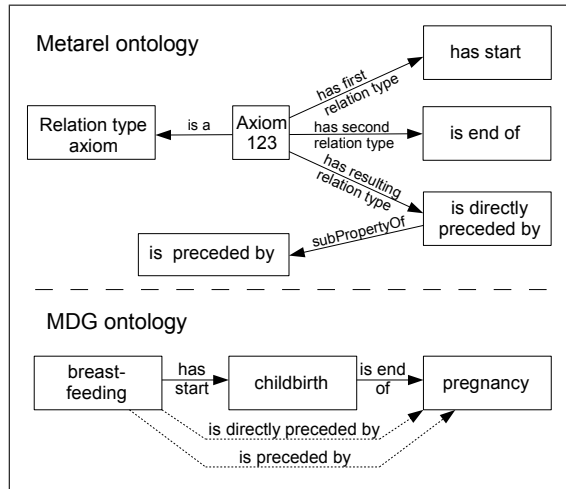 Metarel ontology
has start
has first
relation type
Relation type
axiom
is a
Axiom
123
has second
relation type
is end of
has resulting
relation type
is directly
preceded by
subPropertyOf
is  preceded by
MDG ontology
breast-
feeding
has
start
childbirth
is end
of
pregnancy
is directly preceded by
is preceded by